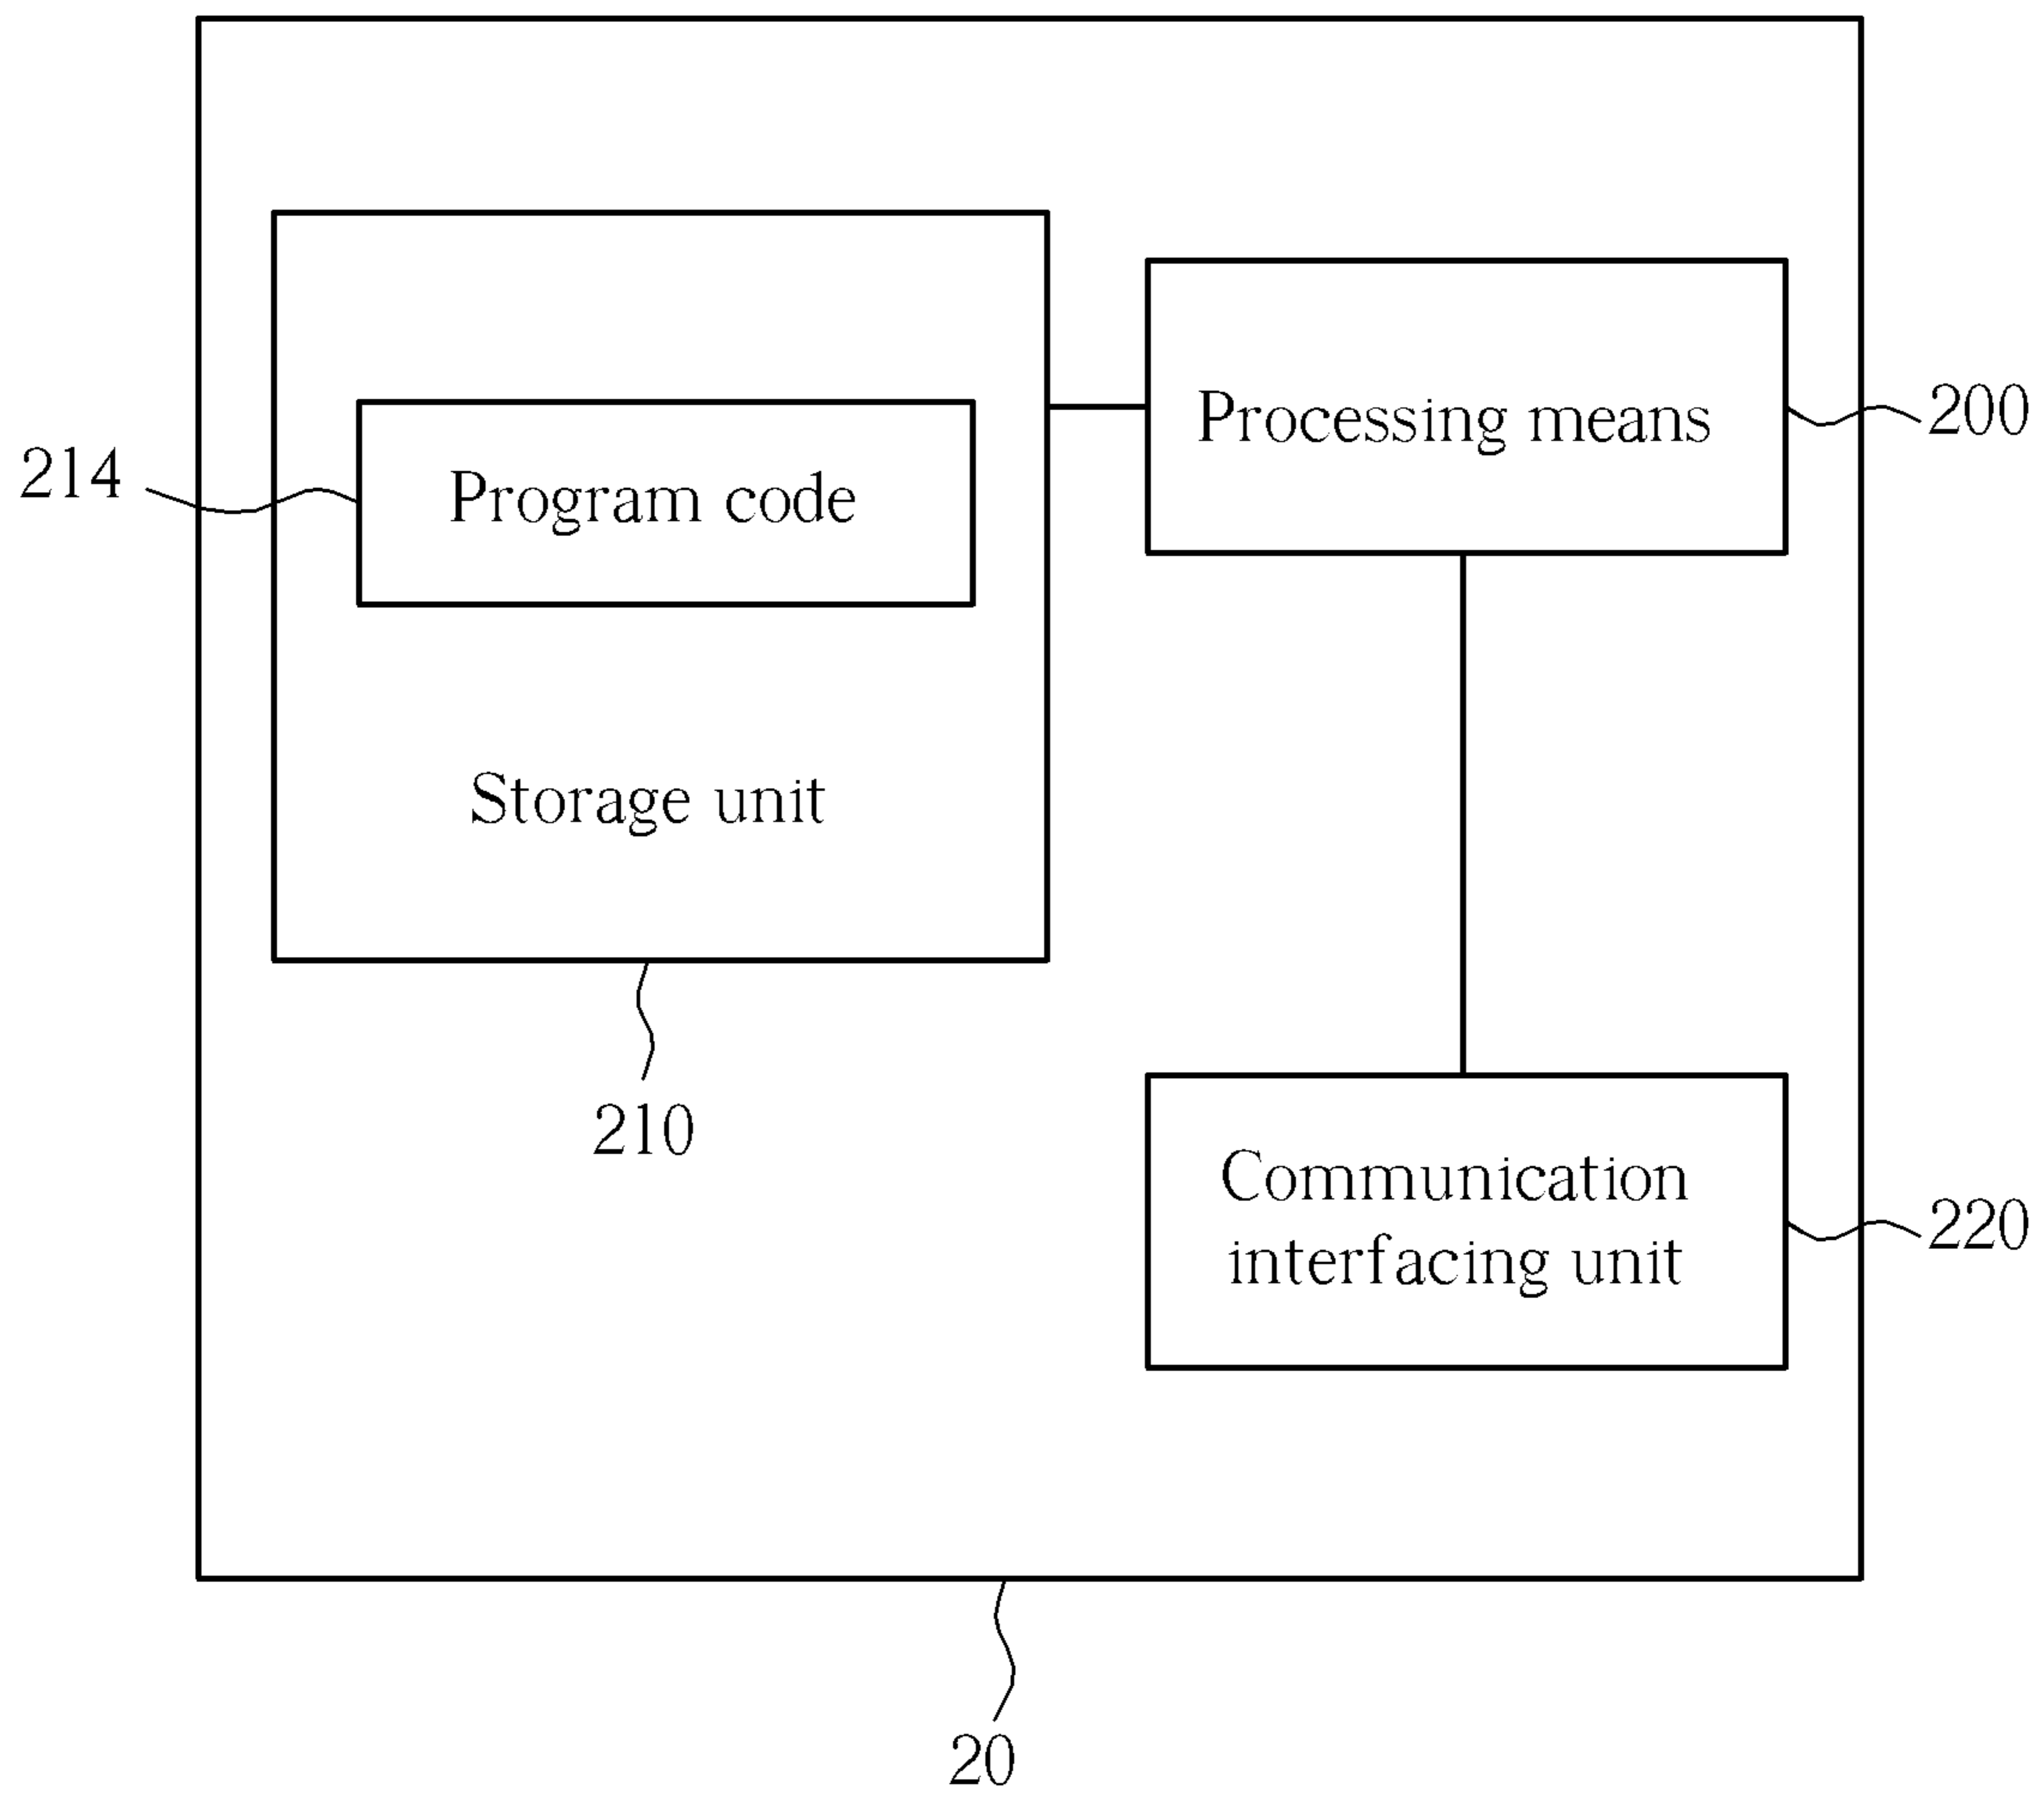 200
Processing means
214
Program code
Storage unit
210
Communication
interfacing unit
220
20